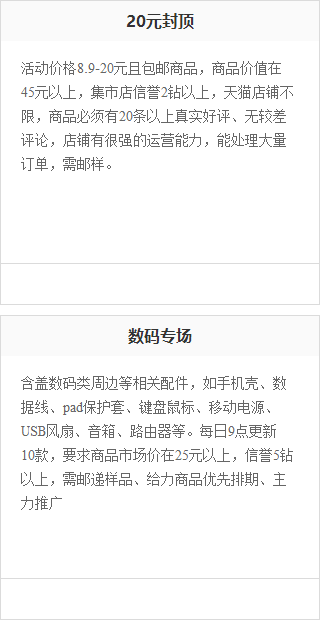 20元封顶
活动价格8.9-20元且包邮商品，商品价值在
45元以上，集市店信誉2钻以上，天猫店铺不
限，商品必须有20条以上真实好评、无较差
评论，店铺有很强的运营能力，能处理大量
订单，需邮样。
数码专场
含盖数码类周边等相关配件，如手机壳、数
据线、pad保护套、键盘鼠标、移动电源、
USB风扇、音箱、路由器等。每日9点更新
10款，要求商品市场价在25元以上，信誉5钻
以上，需邮递样品、给力商品优先排期、主
力推广